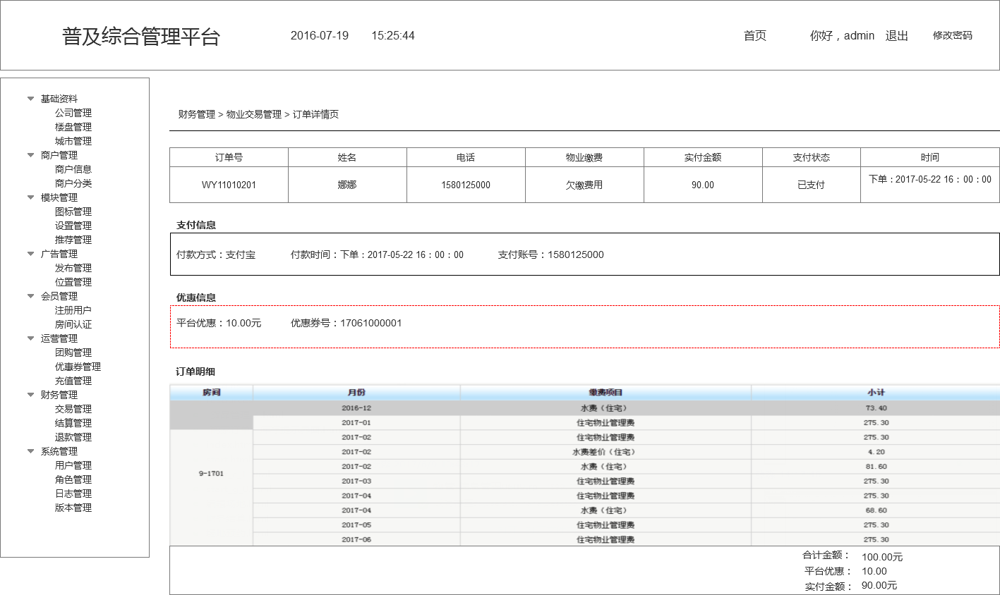 普及综合管理平台 2016-07-19 15:25:44 首页 你好，admin 退出 修改密码
基础资料
公司管理
楼盘管理
城市管理
商户管理
商户信息
商户分类
模块管理
图标管理
设置管理
推荐管理
广告管理
发布管理
位置管理
会员管理
注册用户
房间认证
运营管理
团购管理
优惠券管理
充值管理
财务管理
交易管理
结算管理
退款管理
系统管理
用户管理
角色管理
日志管理
版本管理
财务管理 > 物业交易管理 > 订单详情页
订单号 姓名 电话 物业缴费 实付金额 支付状态 时间
WY11010201 娜娜 1580125000 欠缴费用 90.00 已支付 下单：2017-05-22 16：00：00
支付信息
付款方式：支付宝 付款时间：下单：2017-05-22 16：00：00 支付账号：1580125000
优惠信息
平台优惠：10.00元 优惠券号：17061000001
订单明细
房间 月份 缴费项目 小计
2016-12 水费（住宅） 73.40
2017-01 住宅物业管理费 275.30
2017-02 住宅物业管理费 275.30
2017-02 水费差价（住宅） 4.20
2017-02 水费（住宅） 81.60
9-1701
2017-03 住宅物业管理费 275.30
2017-04 住宅物业管理费 275.30
2017-04 水费（住宅） 68.60
2017-05 住宅物业管理费 275.30
2017-06 住宅物业管理费 275.30
合计金额： 100.00元
平台优惠： 10.00
实付金额： 90.00元